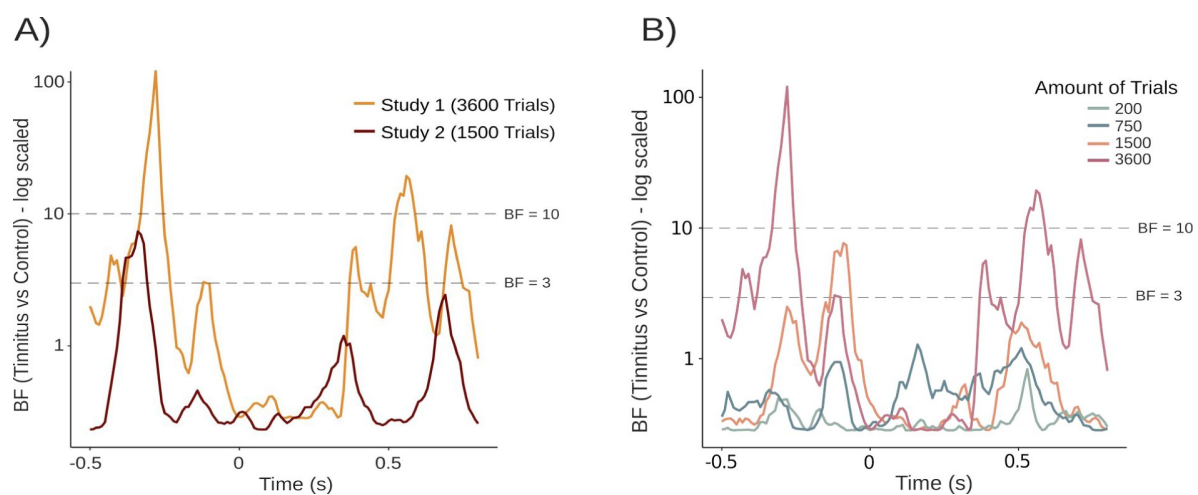 A)
BF (Tinnitus vs Control) - log scaled
100
10
1
Study 1 (3600 Trials)
Study 2 (1500 Trials)
BF = 10
BF = 3
-0.5
0
0.5
Time (s)
B)
BF (Tinnitus vs Control) - log scaled
100
10
1
Amount of Trials
200
750
1500
3600
BF = 10
BF = 3
-0.5
0
0.5
Time (s)